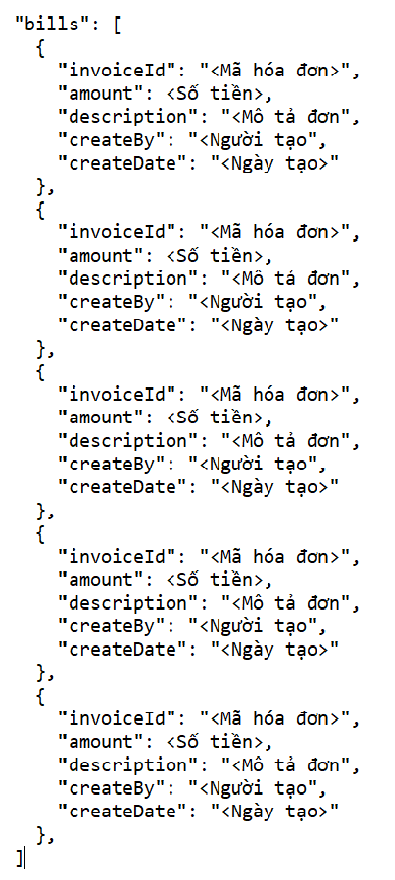 "bills": [
{
"invoiceId": "<Mã hóa đơn>",
"amount": <Số tiền>,
"description": "<Mô tả đơn",
"createBy": "<Người tạo",
"createDate": "<Ngày tạo>"
},
{
"invoiceId": "<Mã hóa đơn>",
"amount": <Số tiền>,
"description": "<Mô tả đơn",
"createBy": "<Người tạo",
"createDate": "<Ngày tạo>"
},
{
"invoiceId": "<Mã hóa đơn>",
"amount": <Số tiền>,
"description": "<Mô tả đơn",
"createBy": "<Người tạo",
"createDate": "<Ngày tạo>"
},
{
"invoiceId": "<Mã hóa đơn>",
"amount": <Số tiền>,
"description": "<Mô tả đơn",
"createBy": "<Người tạo",
"createDate": "<Ngày tạo>"
},
{
"invoiceId": "<Mã hóa đơn>",
"amount": <Số tiền>,
"description": "<Mô tả đơn",
"createBy": "<Người tạo",
"createDate": "<Ngày tạo>"
},
]